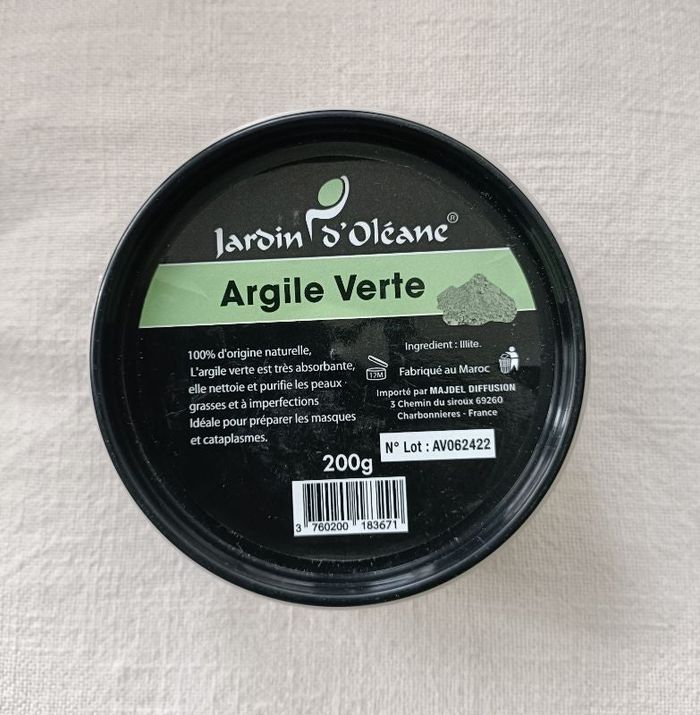 Jardin d'Oléane®
Argile Verte
100% d'origine naturelle,
L'argile verte est très absorbante,
elle nettoie et purifie les peaux
grasses et à imperfections
Idéale pour préparer les masques
et cataplasmes.
Ingredient : Illite.
12M
Fabriqué au Maroc
Importé par MAJDEL DIFFUSION
3 Chemin du siroux 69260
Charbonnieres - France
N° Lot : AV062422
200g
3 760200 183671